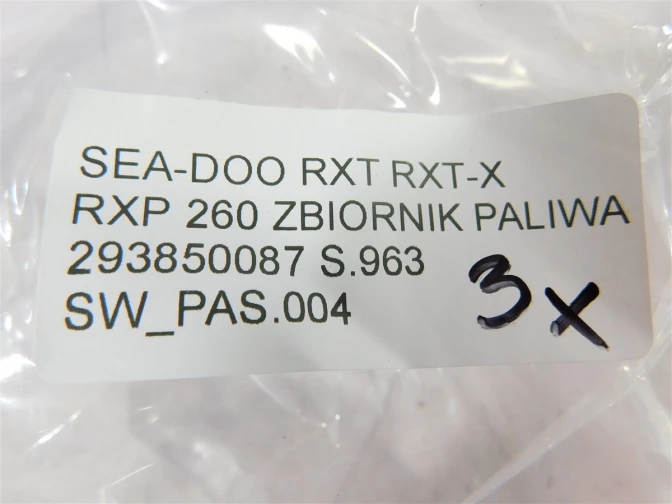 SEA-DOO RXT RXT-X
RXP 260 ZBIORNIK PALIWA
293850087 S.963
SW_PAS.004
3x